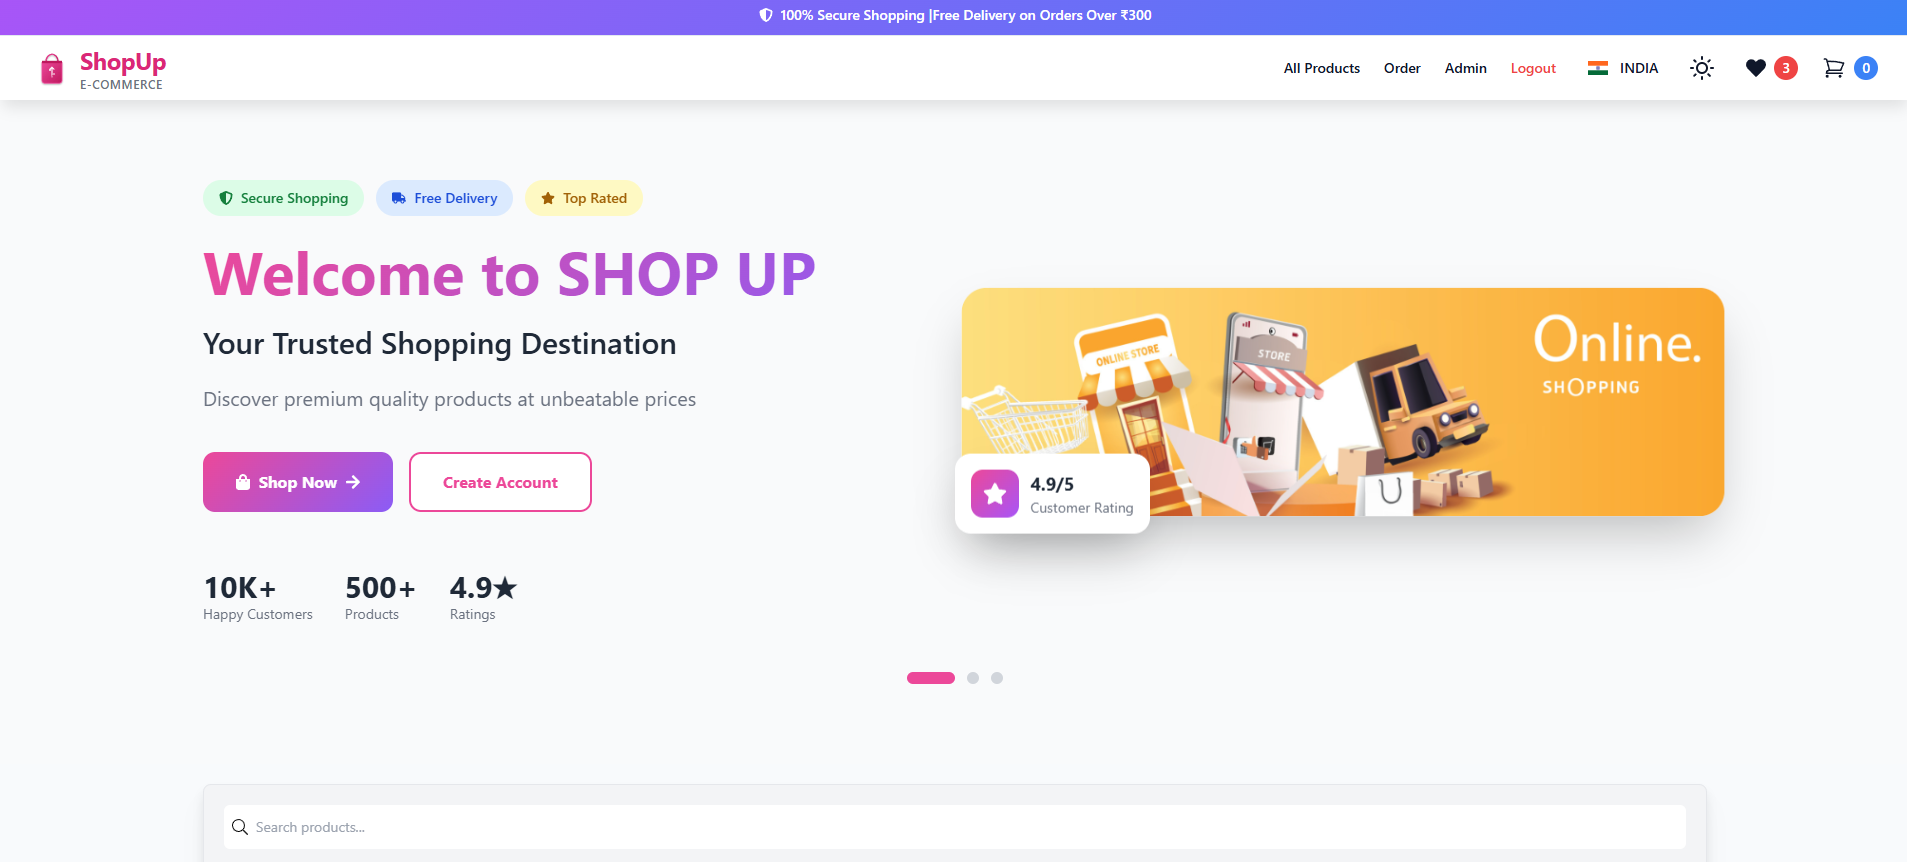 100% Secure Shopping |Free Delivery on Orders Over ₹300
ShopUp
E-COMMERCE
All Products
Order
Admin
Logout
INDIA
3
0
Secure Shopping
Free Delivery
Top Rated
Welcome to SHOP UP
Your Trusted Shopping Destination
Discover premium quality products at unbeatable prices
Shop Now
Create Account
10K+
Happy Customers
500+
Products
4.9★
Ratings
ONLINE STORE
STORE
Online.
SHOPPING
4.9/5
Customer Rating
Search products...